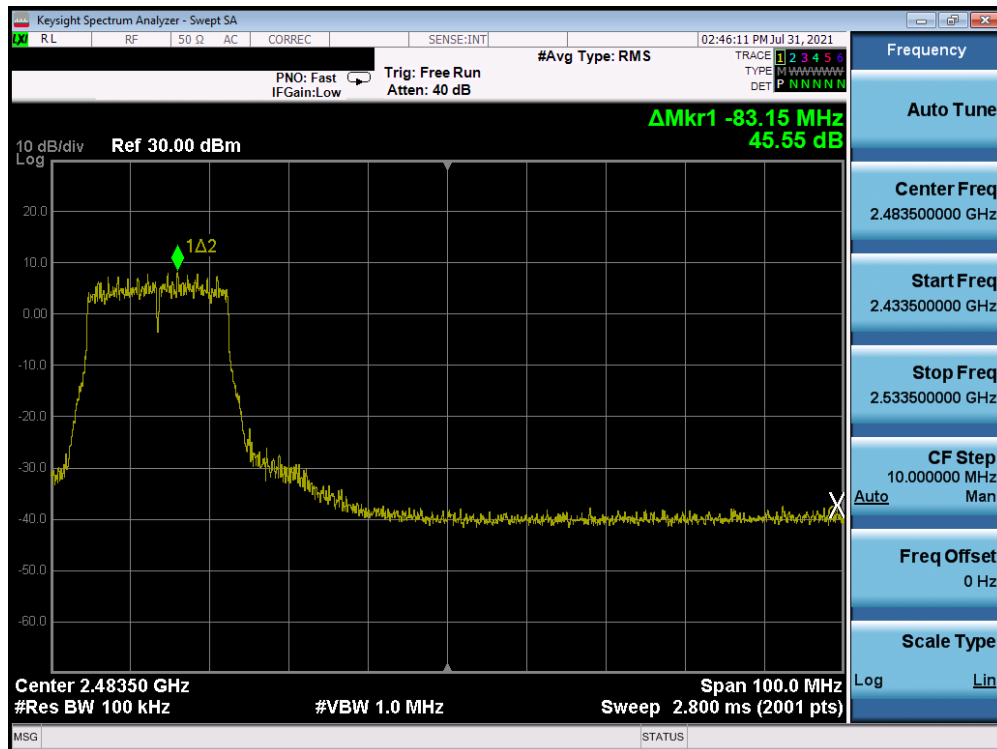 Keysight Spectrum Analyzer - Swept SA
LXI RL RF 50 Ω AC CORREC SENSE:INT 02:46:11 PM Jul 31, 2021
#Avg Type: RMS
TRACE 1 2 3 4 5 6
TYPE M WWWWWW
DET P N N N N N
PNO: Fast
IFGain:Low
Trig: Free Run
Atten: 40 dB
ΔMkr1 -83.15 MHz
45.55 dB
10 dB/div
Log
Ref 30.00 dBm
20.0
1Δ2
10.0
0.00
-10.0
-20.0
-30.0
X
-40.0
-50.0
-60.0
Center 2.48350 GHz
Span 100.0 MHz
#Res BW 100 kHz
#VBW 1.0 MHz
Sweep 2.800 ms (2001 pts)
MSG
STATUS
Frequency
Auto Tune
Center Freq
2.483500000 GHz
Start Freq
2.433500000 GHz
Stop Freq
2.533500000 GHz
CF Step
10.000000 MHz
Auto Man
Freq Offset
0 Hz
Scale Type
Log Lin